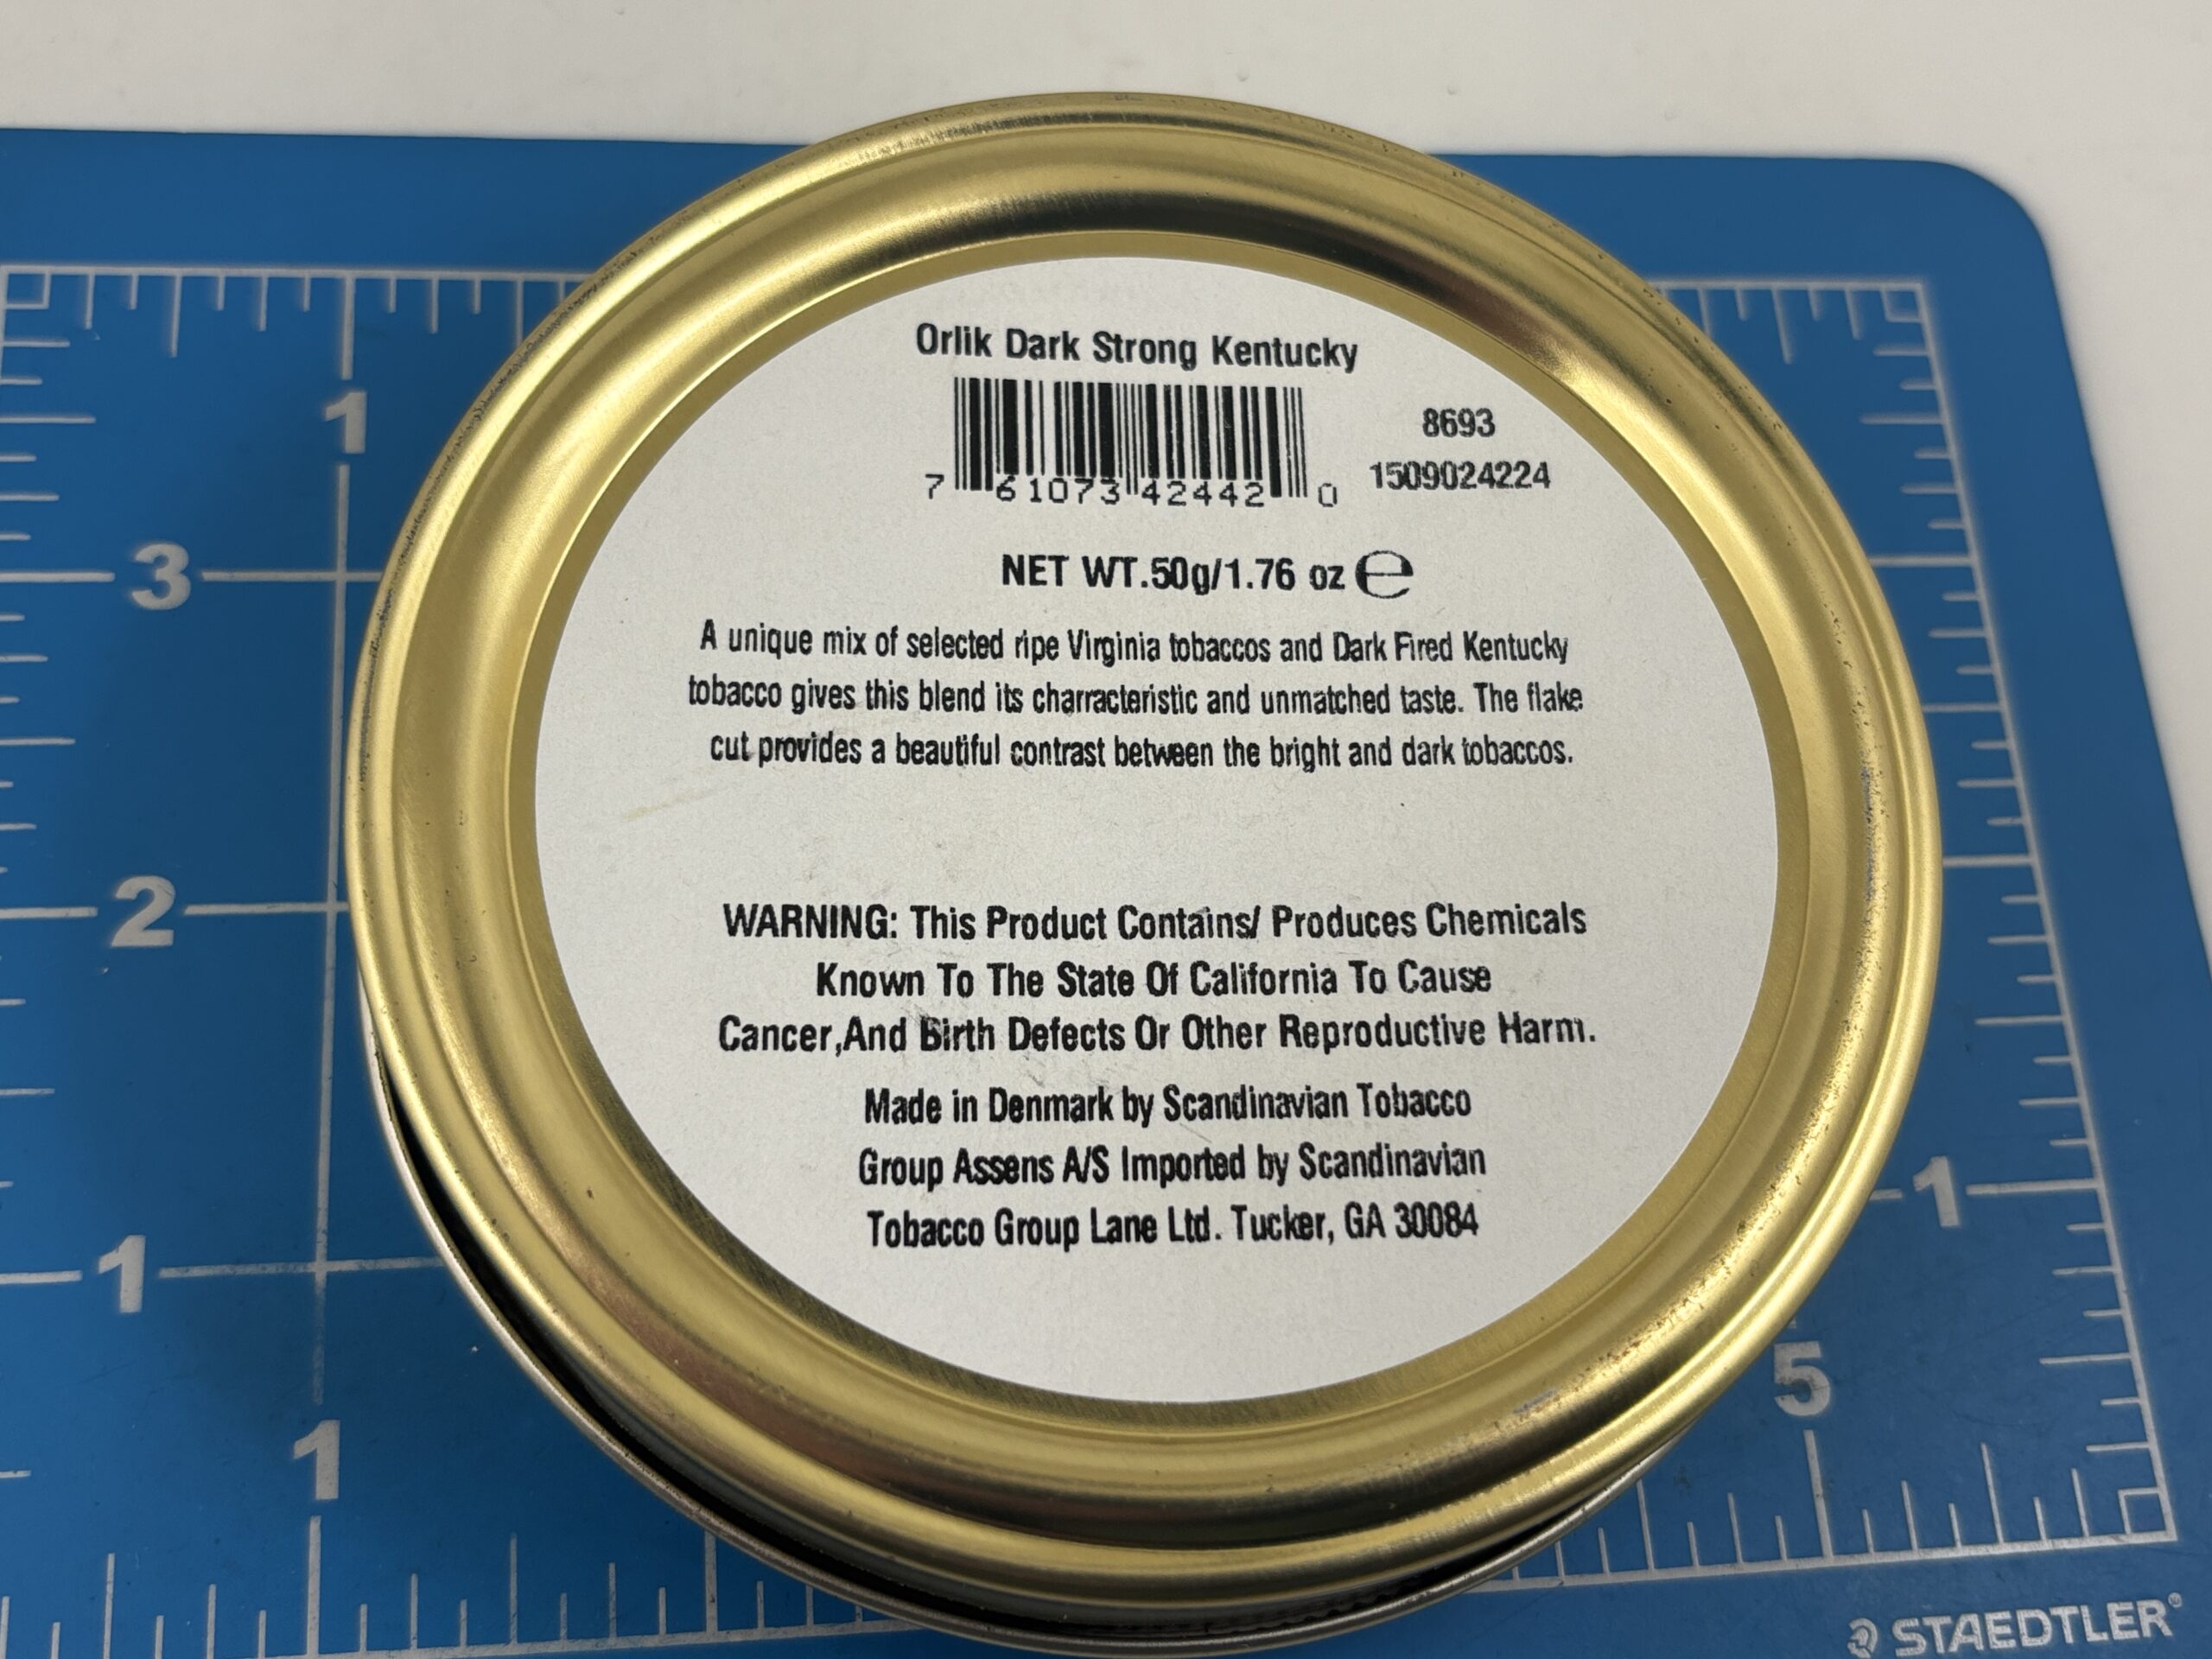 Orlik Dark Strong Kentucky
7 61073 42442 0
8693
1509024224
NET WT.50g/1.76 oz ℮
A unique mix of selected ripe Virginia tobaccos and Dark Fired Kentucky
tobacco gives this blend its charracteristic and unmatched taste. The flake
cut provides a beautiful contrast between the bright and dark tobaccos.
WARNING: This Product Contains/ Produces Chemicals
Known To The State Of California To Cause
Cancer,And Birth Defects Or Other Reproductive Harm.
Made in Denmark by Scandinavian Tobacco
Group Assens A/S Imported by Scandinavian
Tobacco Group Lane Ltd. Tucker, GA 30084
1
3
2
1
1
1
5
STAEDTLER®